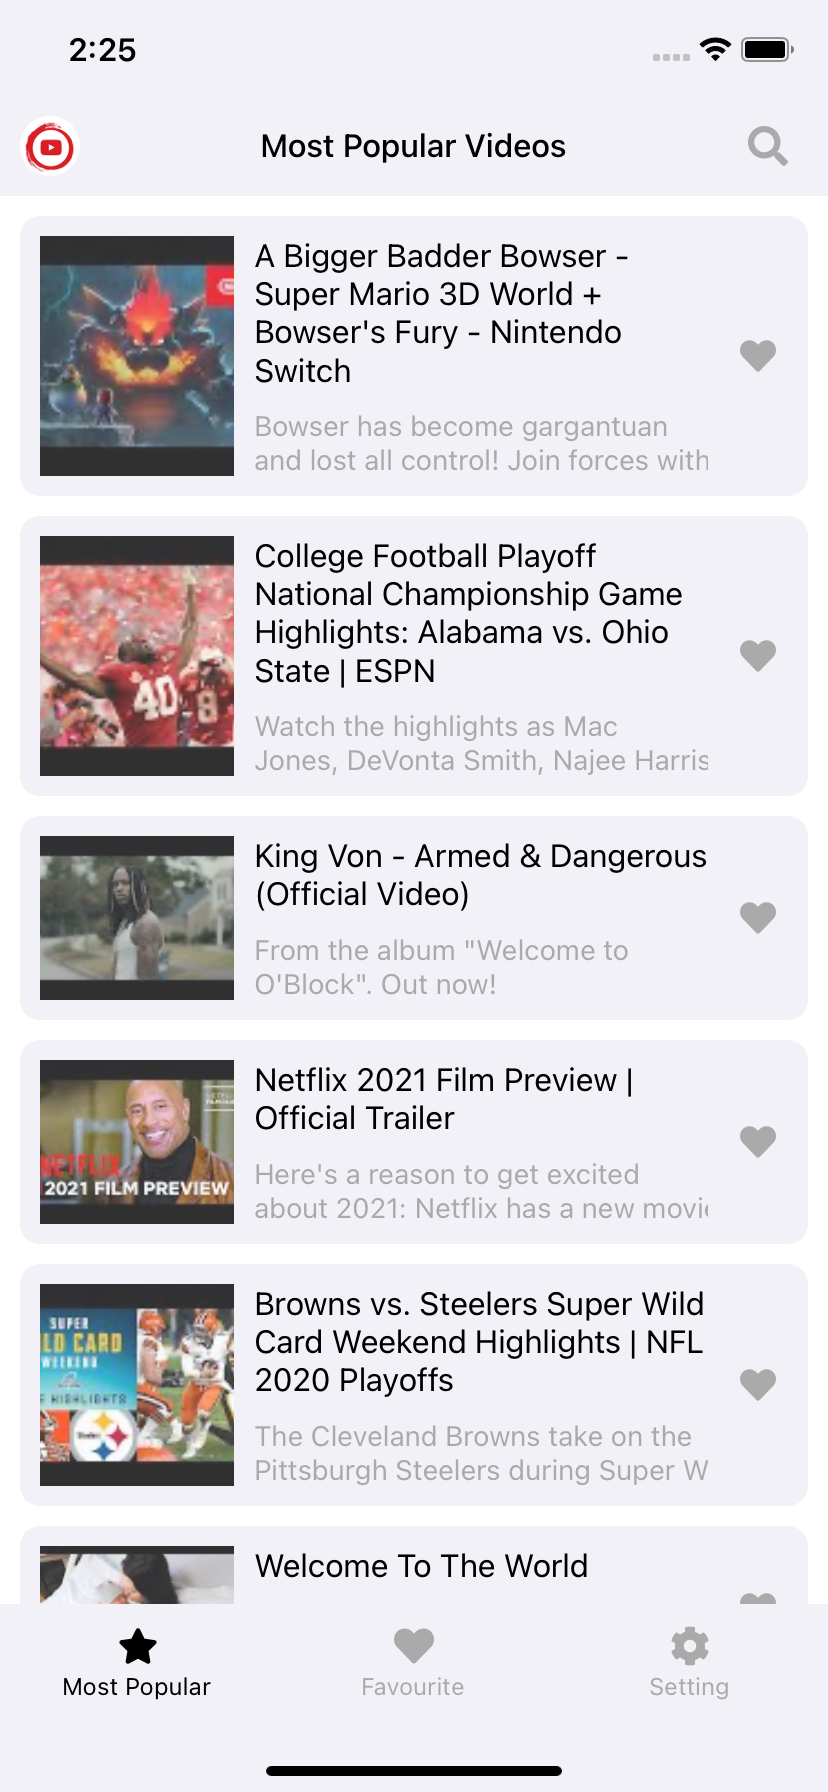 2:25
Most Popular Videos
A Bigger Badder Bowser -
Super Mario 3D World +
Bowser's Fury - Nintendo
Switch
Bowser has become gargantuan
and lost all control! Join forces with
College Football Playoff
National Championship Game
Highlights: Alabama vs. Ohio
State | ESPN
40
8
Watch the highlights as Mac
Jones, DeVonta Smith, Najee Harris
King Von - Armed & Dangerous
(Official Video)
From the album "Welcome to
O'Block". Out now!
NETFLIX
2021 FILM PREVIEW
Netflix 2021 Film Preview |
Official Trailer
Here's a reason to get excited
about 2021: Netflix has a new movie
SUPER
LD CARD
WEEKEND
HIGHLIGHTS
Browns vs. Steelers Super Wild
Card Weekend Highlights | NFL
2020 Playoffs
The Cleveland Browns take on the
Pittsburgh Steelers during Super W
Welcome To The World
Most Popular
Favourite
Setting